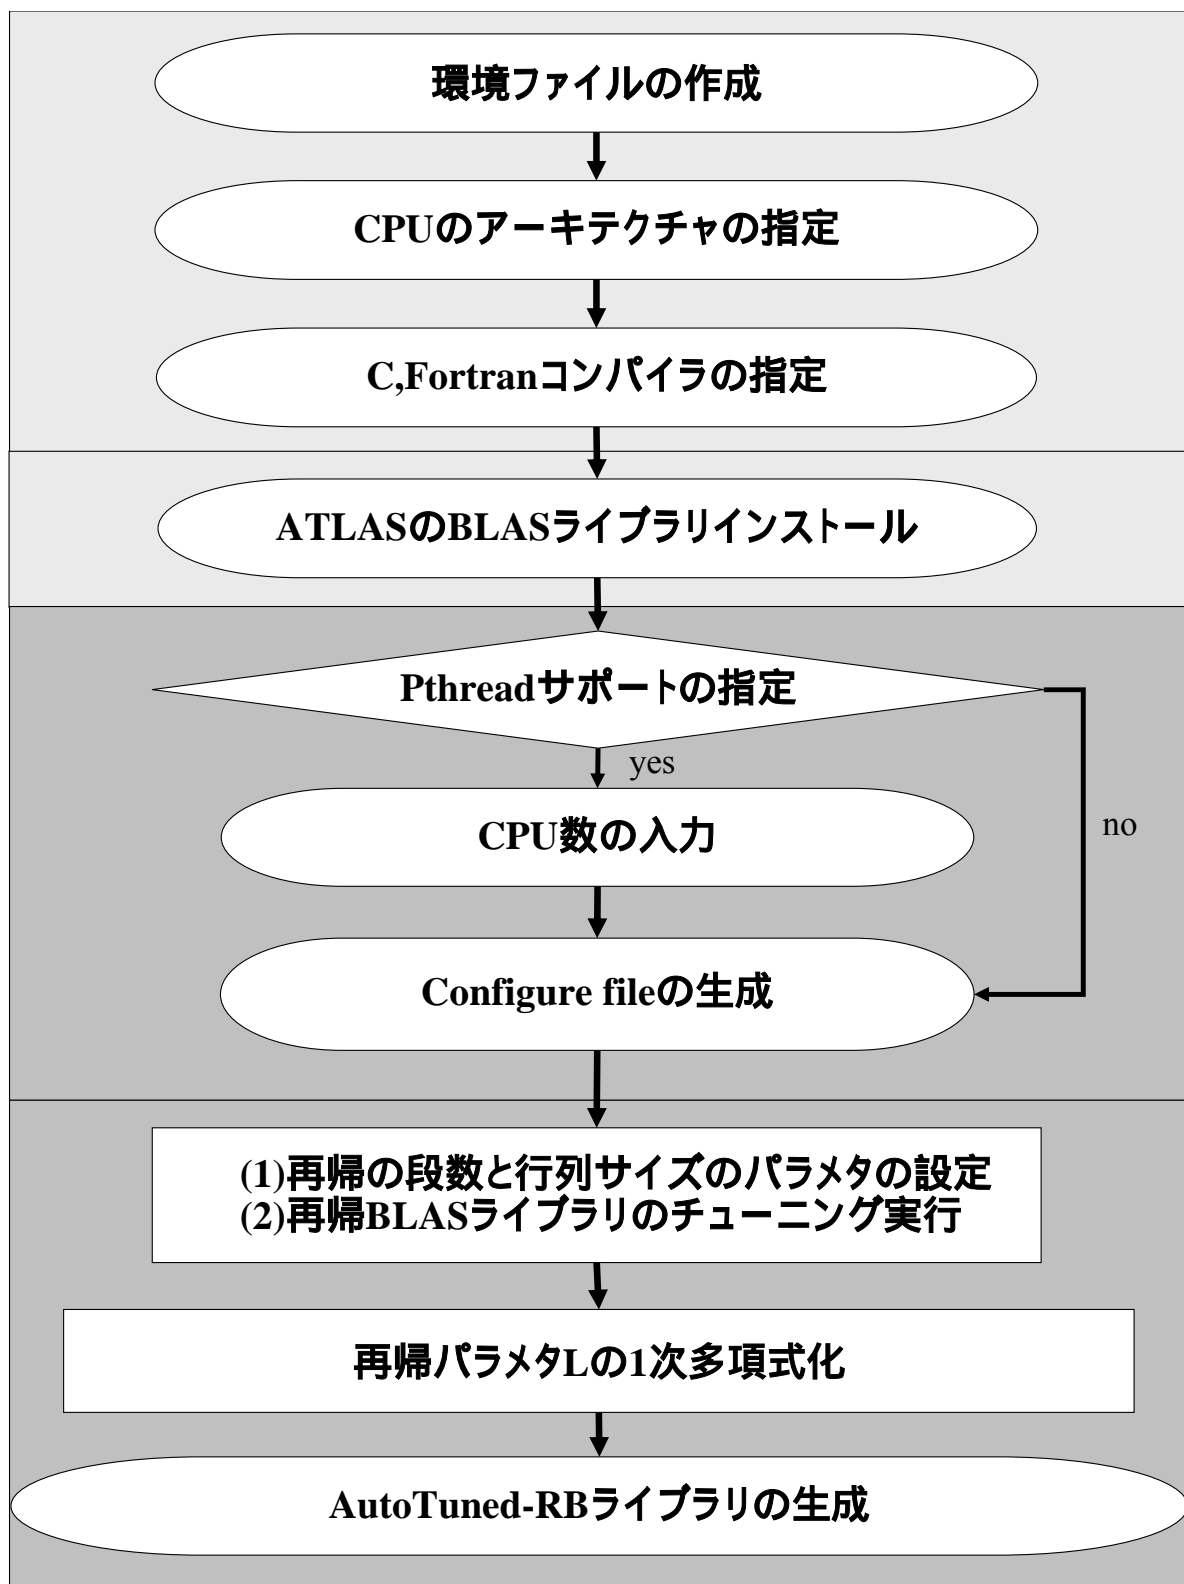 環境ファイルの作成
CPUのアーキテクチャの指定
C,Fortranコンパイラの指定
ATLASのBLASライブラリインストール
Pthreadサポートの指定
yes
CPU数の入力
no
Configure fileの生成
(1)再帰の段数と行列サイズのパラメタの設定
(2)再帰BLASライブラリのチューニング実行
再帰パラメタLの1次多項式化
AutoTuned-RBライブラリの生成